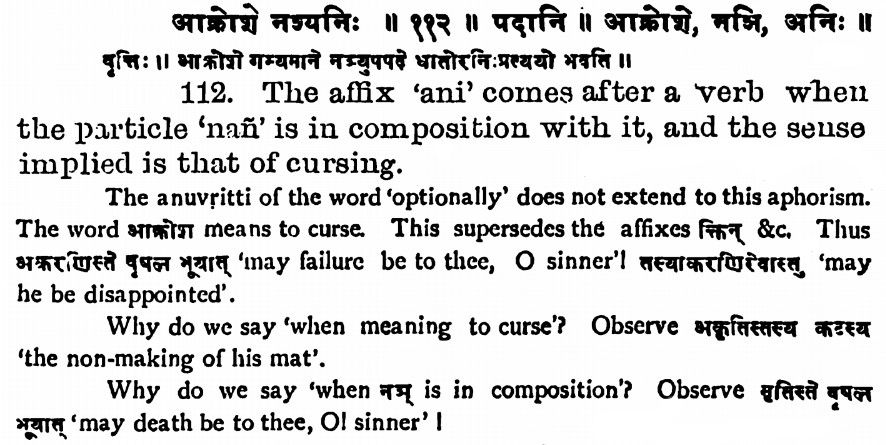 आक्रोशे नञ्यनिः ॥ ११२ ॥ पदानि ॥ आक्रोशे, नञि, अनिः ॥
वृत्तिः ॥ आक्रोशे गम्यमाने नञ्युपपदे धातोरनिःप्रत्ययो भवति ॥
112. The affix 'ani' comes after a verb when
the particle 'nañ' is in composition with it, and the sense
implied is that of cursing.
The anuvṛitti of the word 'optionally' does not extend to this aphorism.
The word आक्रोश means to curse. This supersedes the affixes क्तिन् &c. Thus
अकरणिस्ते वृषल भूयात् 'may failure be to thee, O sinner'! तस्याकरणिरेवास्तु 'may
he be disappointed'.
Why do we say 'when meaning to curse'? Observe अकृतिस्तस्य कटस्य
'the non-making of his mat'.
Why do we say 'when नञ् is in composition'? Observe मृतिस्ते वृषल
भूयात् 'may death be to thee, O! sinner' !